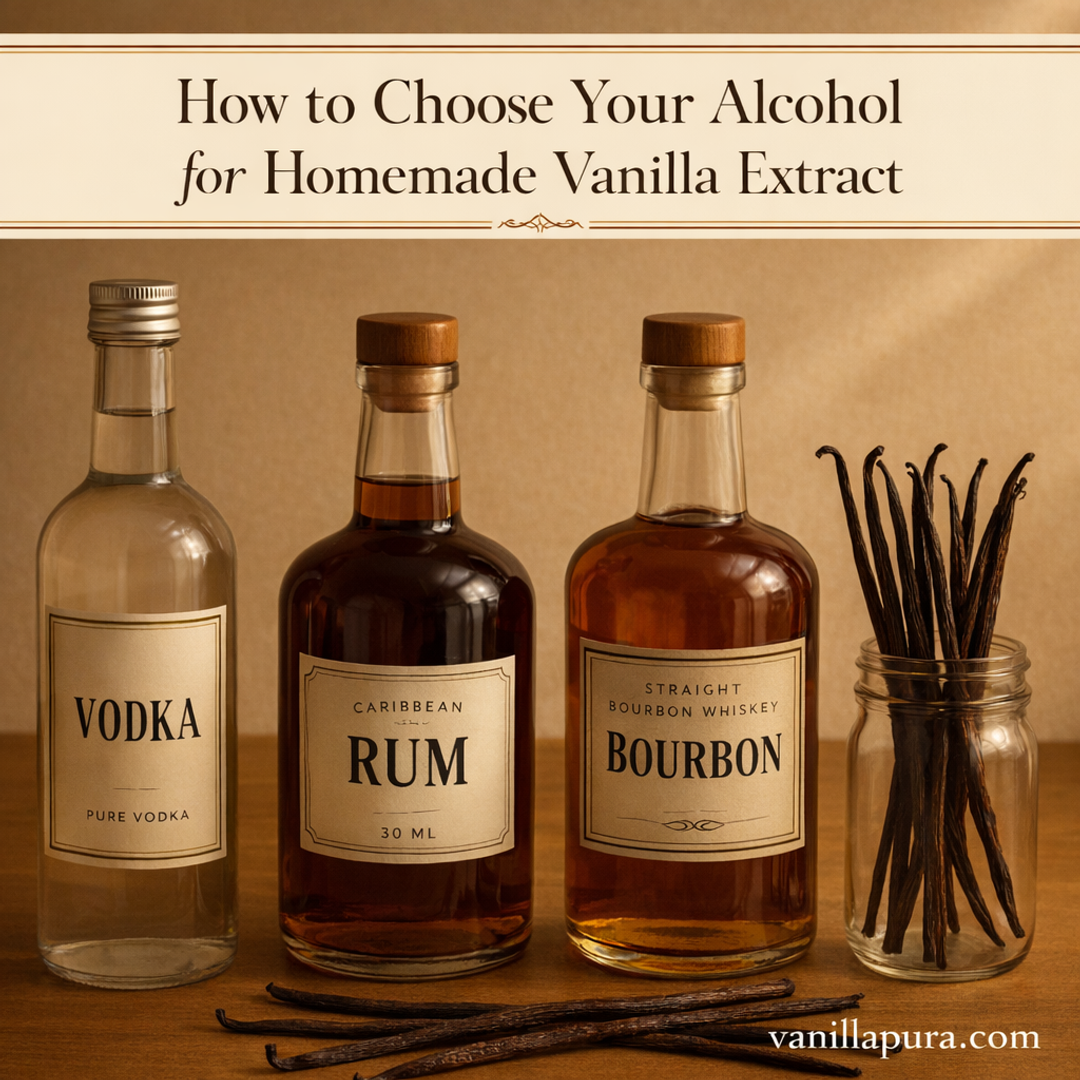 How to Choose Your Alcohol
for Homemade Vanilla Extract
VODKA
PURE VODKA
CARIBBEAN
RUM
30 ML
STRAIGHT
BOURBON WHISKEY
BOURBON
vanillapura.com